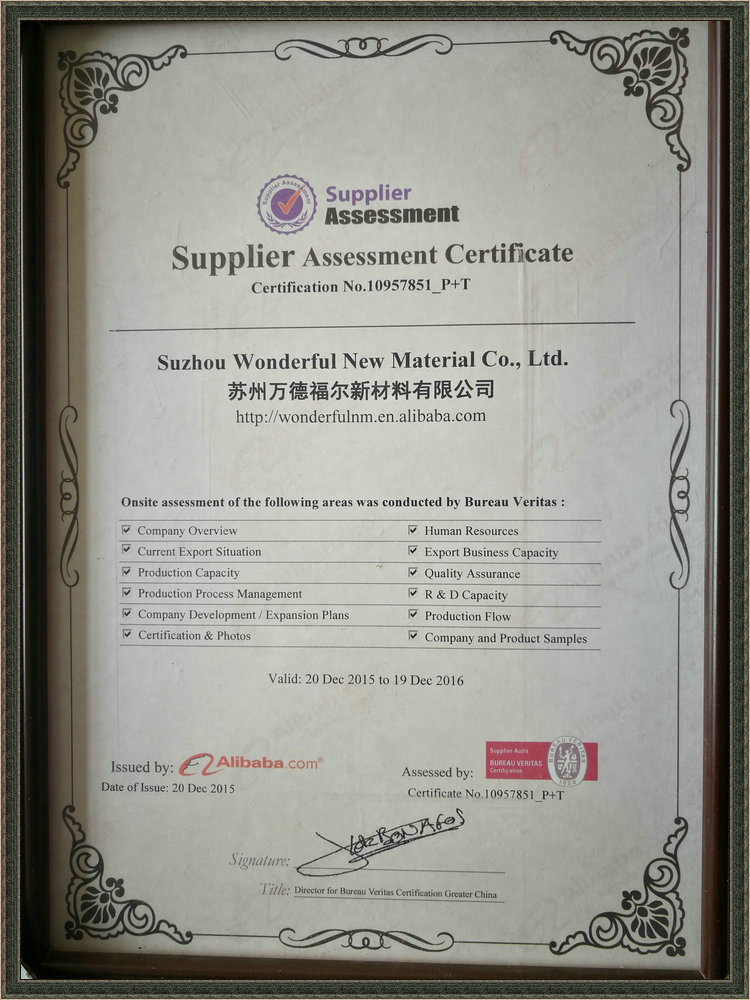 Supplier Assessment
Supplier
Assessment
Supplier Assessment Certificate
Certification No.10957851_P+T
Suzhou Wonderful New Material Co., Ltd.
苏州万德福尔新材料有限公司
http://wonderfulnm.en.alibaba.com
Onsite assessment of the following areas was conducted by Bureau Veritas :
Company Overview
Human Resources
Current Export Situation
Export Business Capacity
Production Capacity
Quality Assurance
Production Process Management
R & D Capacity
Company Development / Expansion Plans
Production Flow
Certification & Photos
Company and Product Samples
Valid: 20 Dec 2015 to 19 Dec 2016
Issued by: Alibaba.com®
Date of Issue: 20 Dec 2015
Supplier Audit
BUREAU VERITAS
Certification
BUREAU VERITAS
1828
Assessed by:
Certificate No.10957851_P+T
Signature:
Title: Director for Bureau Veritas Certification Greater China